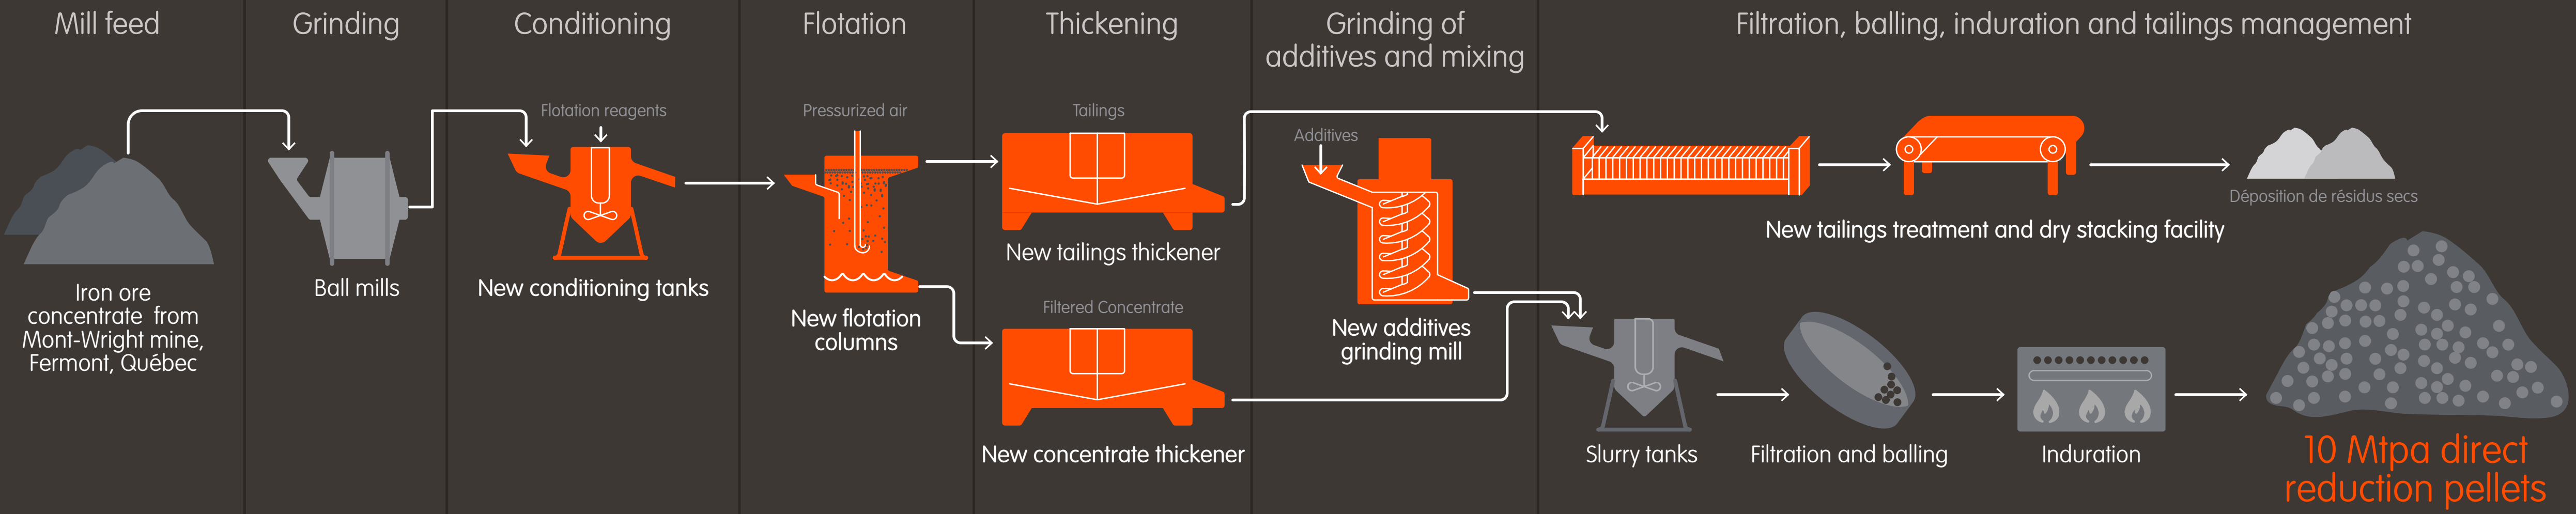 Mill feed
Grinding
Conditioning
Flotation
Thickening
Grinding of
additives and mixing
Filtration, balling, induration and tailings management
Iron ore
concentrate from
Mont-Wright mine,
Fermont, Québec
Ball mills
Flotation reagents
New conditioning tanks
Pressurized air
New flotation
columns
Tailings
New tailings thickener
Filtered Concentrate
New concentrate thickener
Additives
New additives
grinding mill
Déposition de résidus secs
New tailings treatment and dry stacking facility
Slurry tanks
Filtration and balling
Induration
10 Mtpa direct
reduction pellets